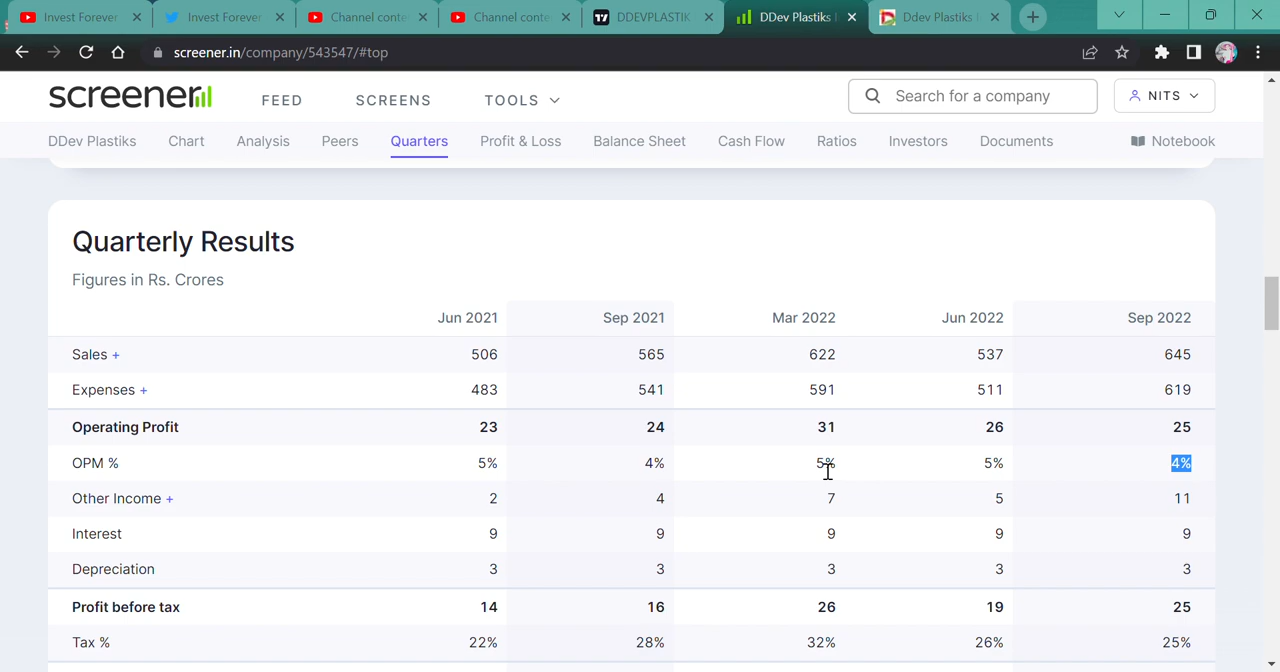 Invest Forever
Invest Forever
Channel conte
Channel conte
DDEVPLASTIK
DDev Plastiks
Ddev Plastiks
screener.in/company/543547/#top
screener
FEED
SCREENS
TOOLS
Search for a company
NITS
DDev Plastiks Chart Analysis Peers Quarters Profit & Loss Balance Sheet Cash Flow Ratios Investors Documents Notebook
Quarterly Results
Figures in Rs. Crores
Jun 2021 Sep 2021 Mar 2022 Jun 2022 Sep 2022
Sales + 506 565 622 537 645
Expenses + 483 541 591 511 619
Operating Profit 23 24 31 26 25
OPM % 5% 4% 5% 5% 4%
Other Income + 2 4 7 5 11
Interest 9 9 9 9 9
Depreciation 3 3 3 3 3
Profit before tax 14 16 26 19 25
Tax % 22% 28% 32% 26% 25%